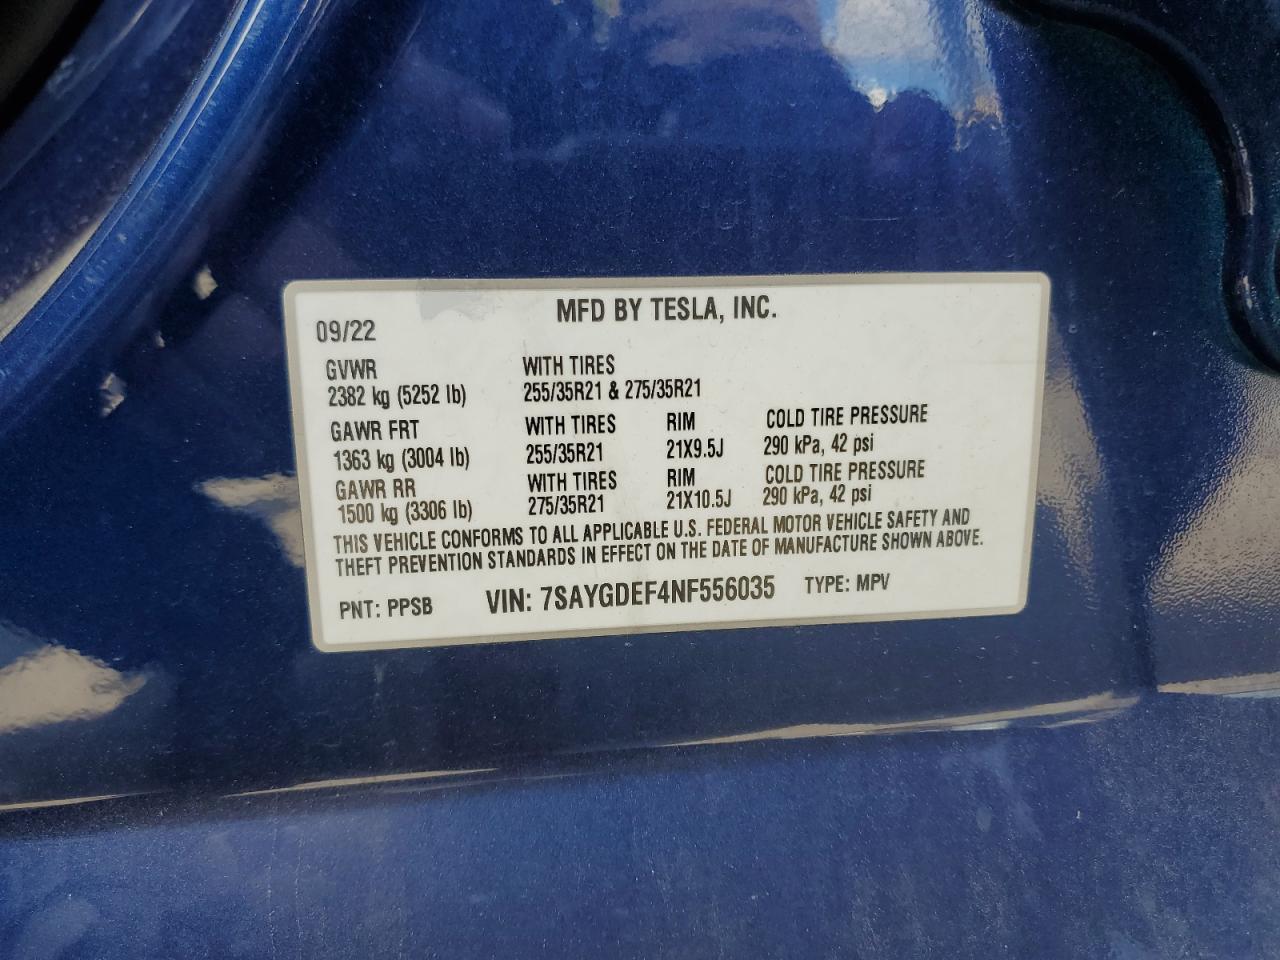 MFD BY TESLA, INC.
09/22
GVWR WITH TIRES
2382 kg (5252 lb) 255/35R21 & 275/35R21
GAWR FRT WITH TIRES RIM COLD TIRE PRESSURE
1363 kg (3004 lb) 255/35R21 21X9.5J 290 kPa, 42 psi
GAWR RR WITH TIRES RIM COLD TIRE PRESSURE
1500 kg (3306 lb) 275/35R21 21X10.5J 290 kPa, 42 psi
THIS VEHICLE CONFORMS TO ALL APPLICABLE U.S. FEDERAL MOTOR VEHICLE SAFETY AND
THEFT PREVENTION STANDARDS IN EFFECT ON THE DATE OF MANUFACTURE SHOWN ABOVE.
PNT: PPSB VIN: 7SAYGDEF4NF556035 TYPE: MPV